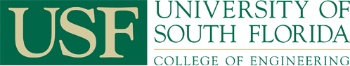 USF
UNIVERSITY OF
SOUTH FLORIDA
COLLEGE OF ENGINEERING